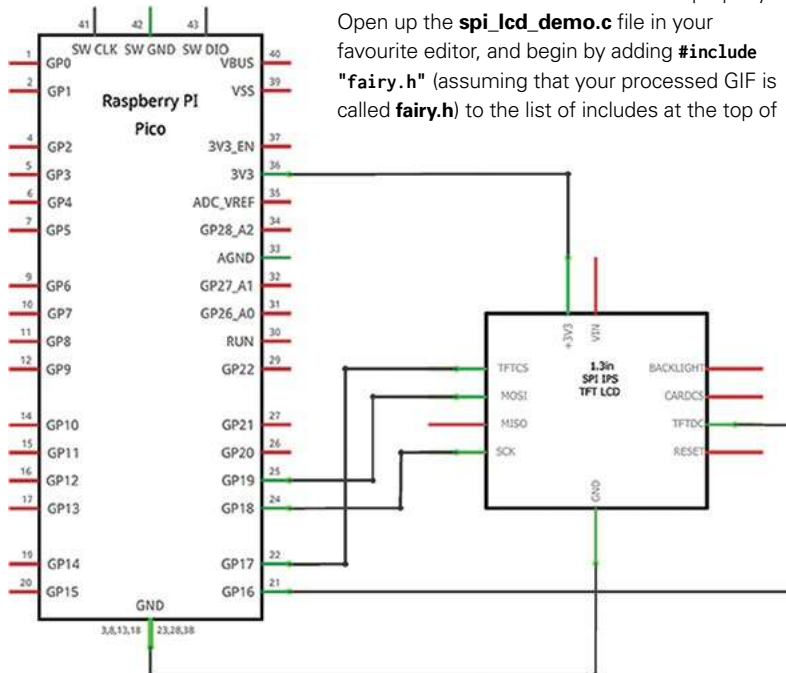 Open up the spi_lcd_demo.c file in your
favourite editor, and begin by adding #include
"fairy.h" (assuming that your processed GIF is
called fairy.h) to the list of includes at the top of
41 42 43
SW CLK SW GND SW DIO
Raspberry PI
Pico
1 GP0
2 GP1
4 GP2
5 GP3
6 GP4
7 GP5
9 GP6
10 GP7
11 GP8
12 GP9
14 GP10
15 GP11
16 GP12
17 GP13
19 GP14
20 GP15
VBUS 40
VSS 39
3V3_EN 37
3V3 36
ADC_VREF 35
GP28_A2 34
AGND 33
GP27_A1 32
GP26_A0 31
RUN 30
GP22 29
GP21 27
GP20 26
GP19 25
GP18 24
GP17 22
GP16 21
GND
3,8,13,18 23,28,38
+3V3 VIN
1.3in
SPI IPS
TFT LCD
TFTCS
MOSI
MISO
SCK
BACKLIGHT
CARDCS
TFTDC
RESET
GND